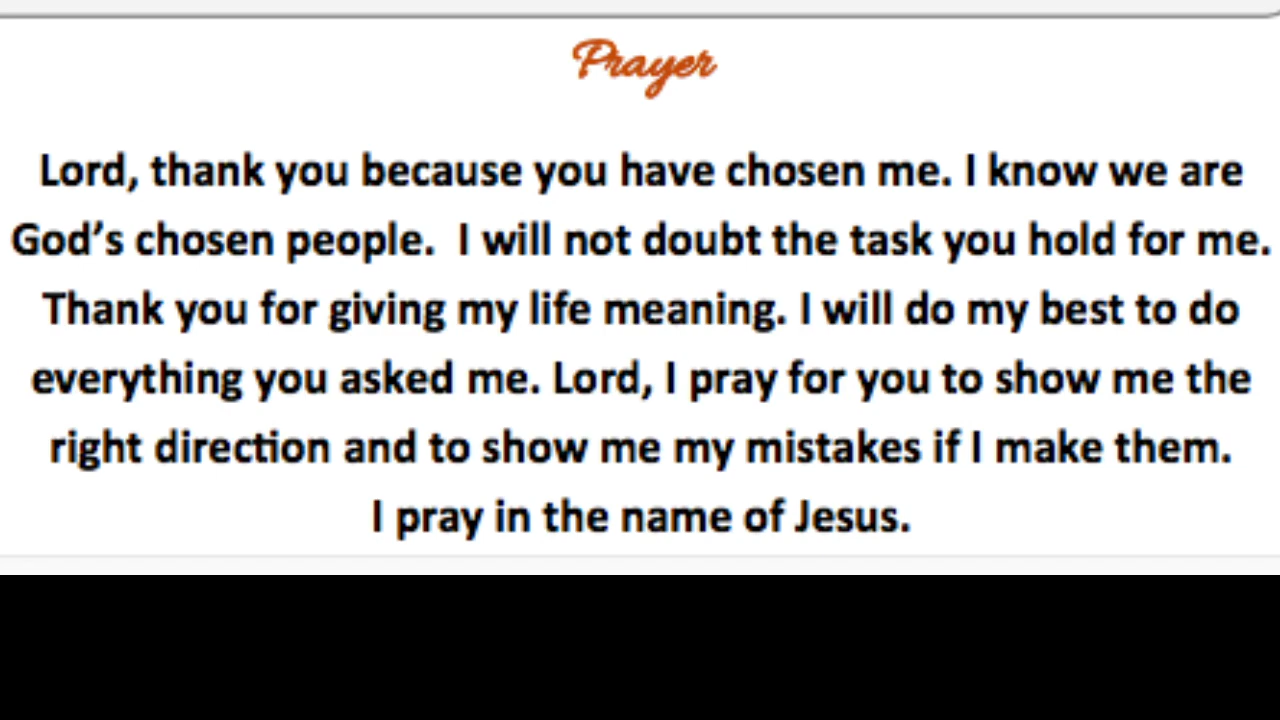 Prayer
Lord, thank you because you have chosen me. I know we are
God’s chosen people.  I will not doubt the task you hold for me.
Thank you for giving my life meaning. I will do my best to do
everything you asked me. Lord, I pray for you to show me the
right direction and to show me my mistakes if I make them.
I pray in the name of Jesus.